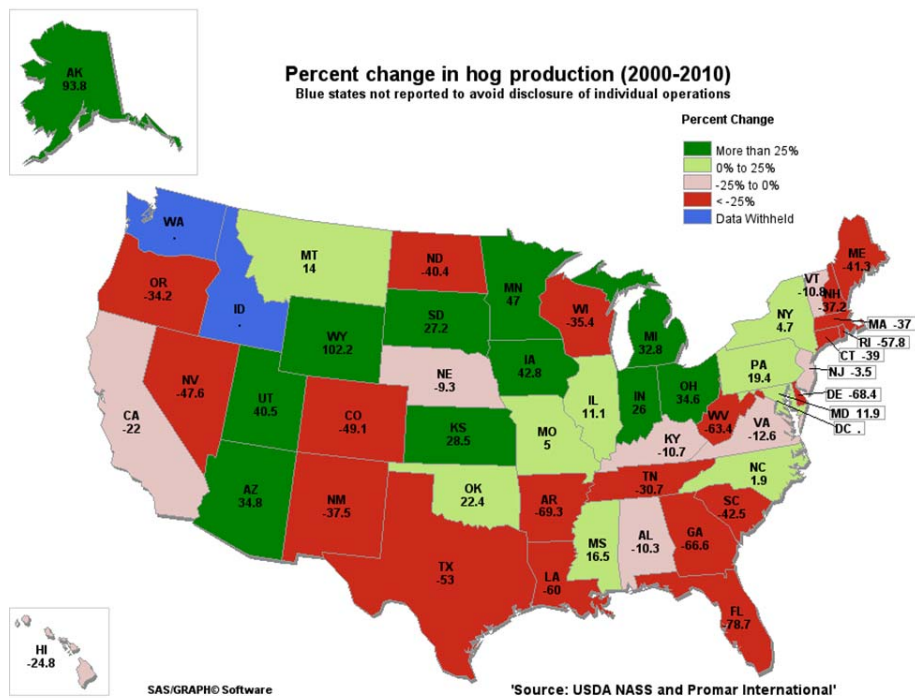 Percent change in hog production (2000-2010)
Blue states not reported to avoid disclosure of individual operations
Percent Change
More than 25%
0% to 25%
-25% to 0%
< -25%
Data Withheld
AK
93.8
WA
.
OR
-34.2
ID
.
MT
14
ND
-40.4
MN
47
WI
-35.4
MI
32.8
ME
-41.3
VT
-10.8
NH
-37.2
NY
4.7
MA -37
RI -57.8
CT -39
NJ -3.5
DE -68.4
MD 11.9
DC .
SD
27.2
WY
102.2
NE
-9.3
IA
42.8
IL
11.1
IN
26
OH
34.6
PA
19.4
WV
-63.4
VA
-12.6
CA
-22
NV
-47.6
UT
40.5
CO
-49.1
KS
28.5
MO
5
KY
-10.7
NC
1.9
TN
-30.7
SC
-42.5
AZ
34.8
NM
-37.5
OK
22.4
AR
-69.3
MS
16.5
AL
-10.3
GA
-66.6
TX
-53
LA
-60
FL
-78.7
HI
-24.8
SAS/GRAPH© Software
'Source: USDA NASS and Promar International'